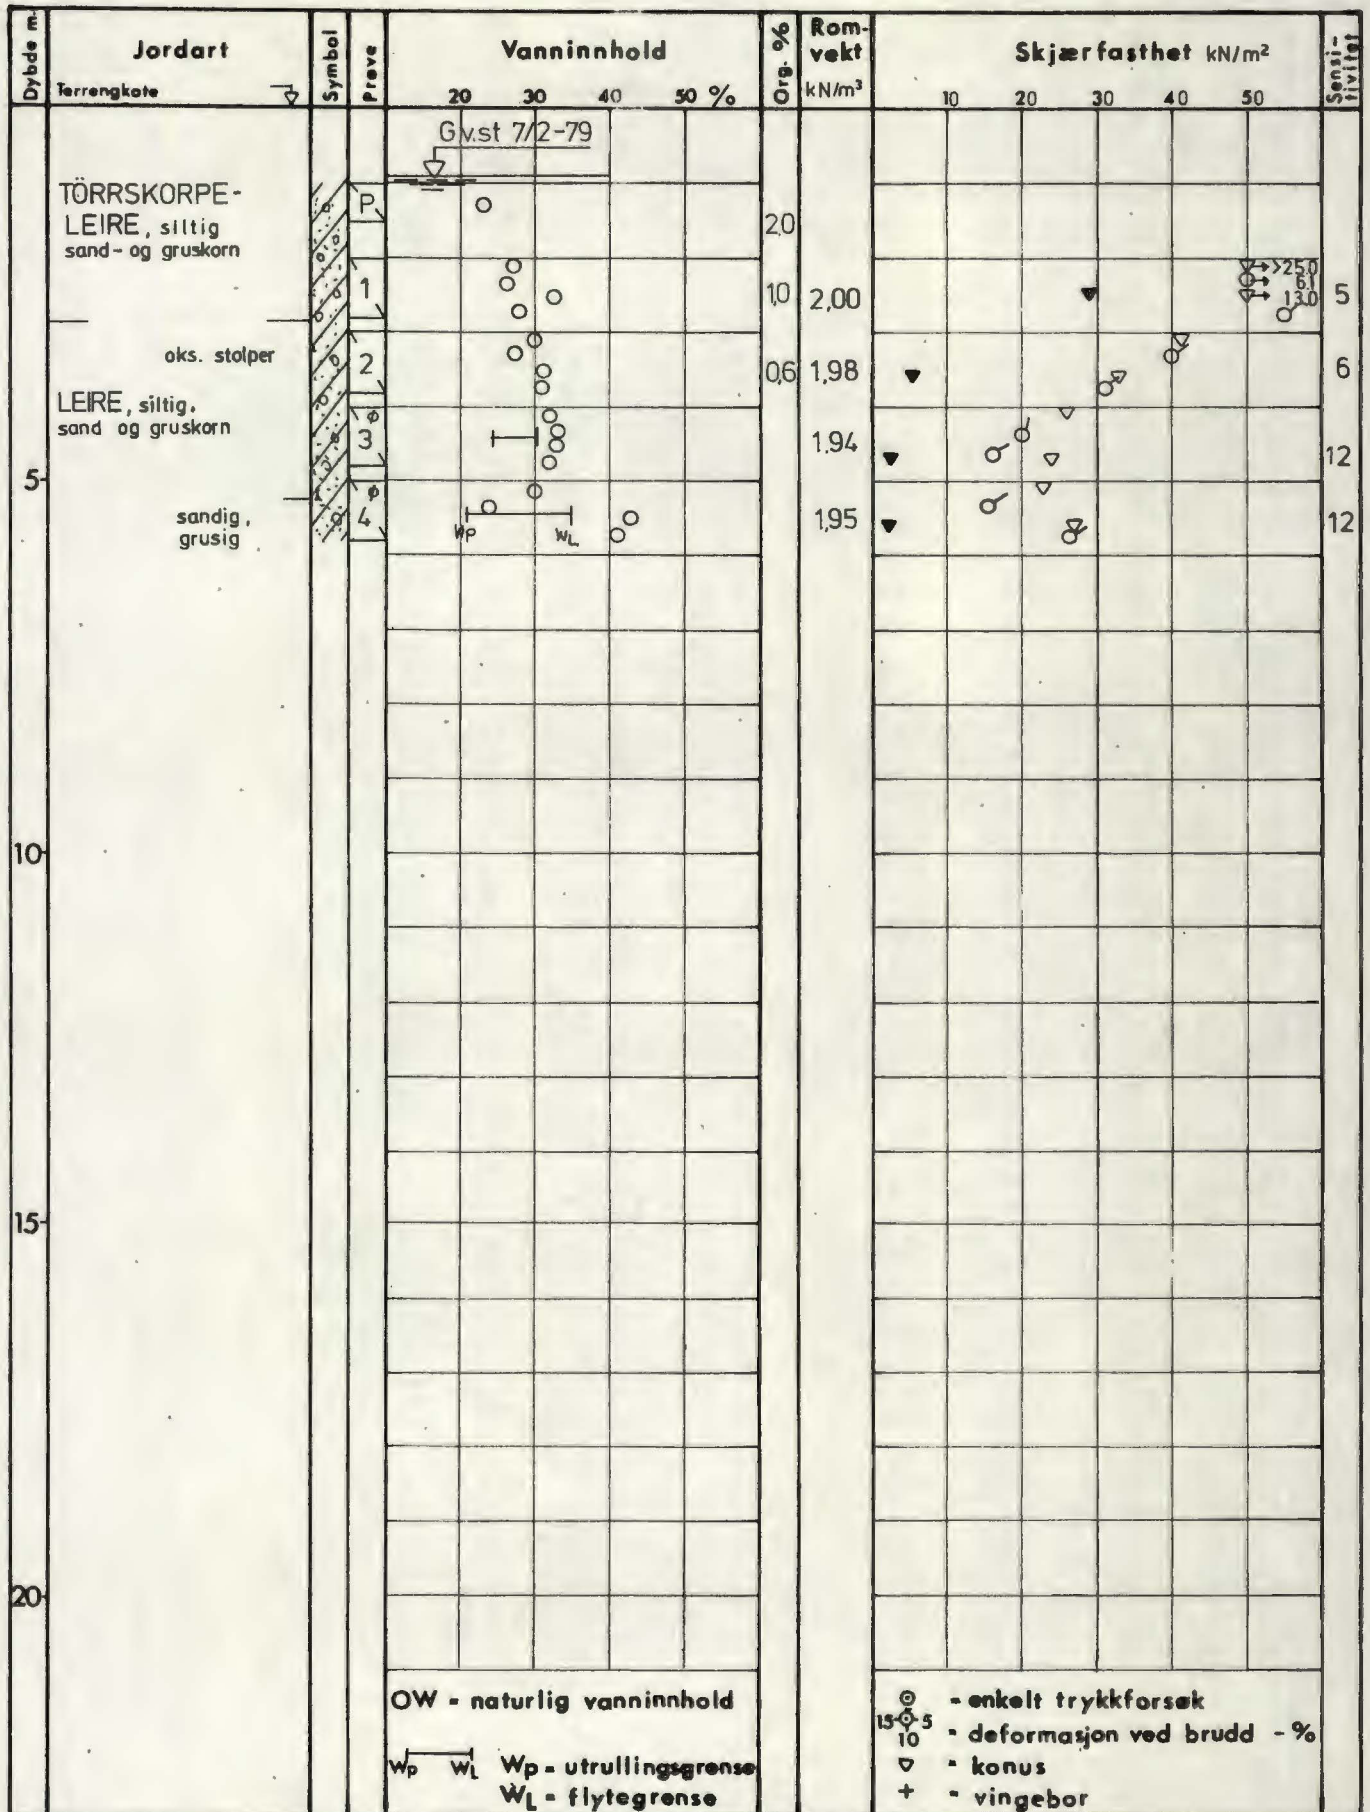 Dybde m.
Jordart
Terrengkote
Symbol
Prøve
Vanninnhold
20 30 40 50 %
Org. %
Rom-
vekt
kN/m³
Skjærfasthet kN/m²
10 20 30 40 50
Sensi-
tivitet
G.v.st 7/2-79
TÖRRSKORPE-
LEIRE, siltig
sand- og gruskorn
P
2,0
1
1,0
2,00
>25.0
6.1
13.0
5
oks. stolper
2
0,6
1,98
6
LEIRE, siltig.
sand og gruskorn
3
1,94
12
5
sandig,
grusig
4
WP WL
1,95
12
10
15
20
OW = naturlig vanninnhold
WP WL WP = utrullingsgrense
WL = flytegrense
= enkelt trykkforsøk
15 5
10 = deformasjon ved brudd - %
= konus
+ = vingebor